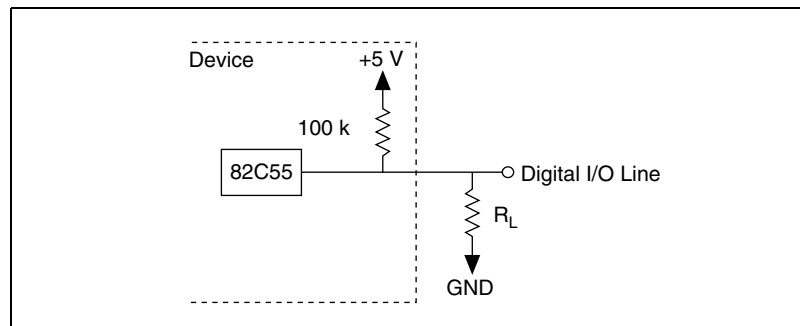 Device
+5 V
100 k
82C55
Digital I/O Line
R_L
GND